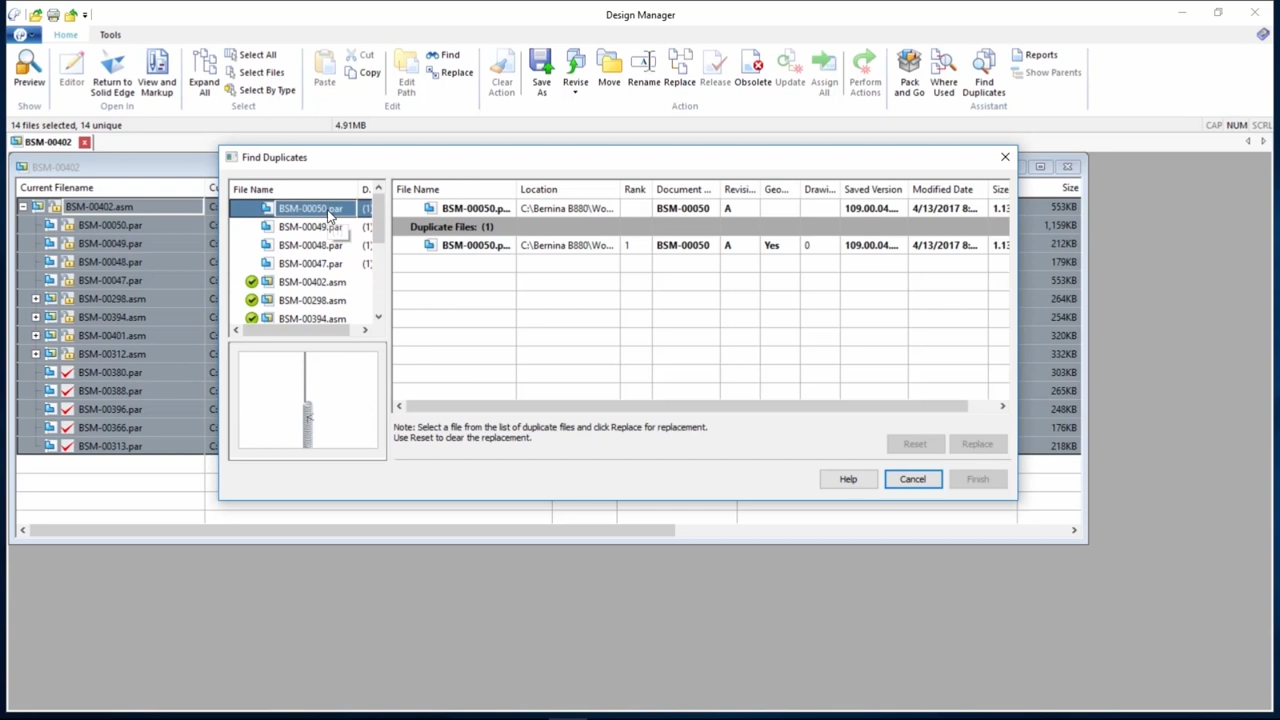 Design Manager
Home Tools
Preview
Editor
Return to Solid Edge
View and Markup
Expand All
Select All
Select Files
Select By Type
Paste
Cut
Copy
Edit Path
Find
Replace
Clear Action
Save As
Revise
Move
Rename
Replace
Release
Obsolete
Update
Assign All
Perform Actions
Pack and Go
Where Used
Find Duplicates
Reports
Show Parents
Show Open In Select Edit Action Assistant
14 files selected, 14 unique 4.91MB CAP NUM SCRL
BSM-00402
BSM-00402
Current Filename Size
BSM-00402.asm 553KB
BSM-00050.par 1,159KB
BSM-00049.par 212KB
BSM-00048.par 179KB
BSM-00047.par 553KB
BSM-00298.asm 264KB
BSM-00394.asm 254KB
BSM-00401.asm 320KB
BSM-00312.asm 332KB
BSM-00380.par 303KB
BSM-00388.par 265KB
BSM-00396.par 248KB
BSM-00366.par 176KB
BSM-00313.par 218KB
Find Duplicates
File Name D.
BSM-00050.par (1)
BSM-00049.par (1)
BSM-00048.par (1)
BSM-00047.par (1)
BSM-00402.asm
BSM-00298.asm
BSM-00394.asm
File Name Location Rank Document ... Revisi... Geo... Drawi... Saved Version Modified Date Size
BSM-00050.p... C:\Bernina B880\Wo... BSM-00050 A 109.00.04.... 4/13/2017 8:... 1.13
Duplicate Files: (1)
BSM-00050.p... C:\Bernina B880\Wo... 1 BSM-00050 A Yes 0 109.00.04.... 4/13/2017 8:... 1.13
Note: Select a file from the list of duplicate files and click Replace for replacement.
Use Reset to clear the replacement.
Reset Replace
Help Cancel Finish